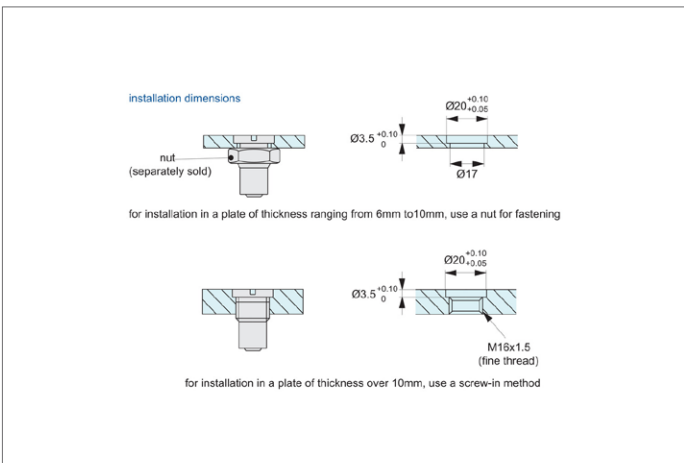 installation dimensions
Ø20 +0.10 +0.05
Ø3.5 +0.10 0
nut
(separately sold)
Ø17
for installation in a plate of thickness ranging from 6mm to10mm, use a nut for fastening
Ø20 +0.10 +0.05
Ø3.5 +0.10 0
M16x1.5
(fine thread)
for installation in a plate of thickness over 10mm, use a screw-in method